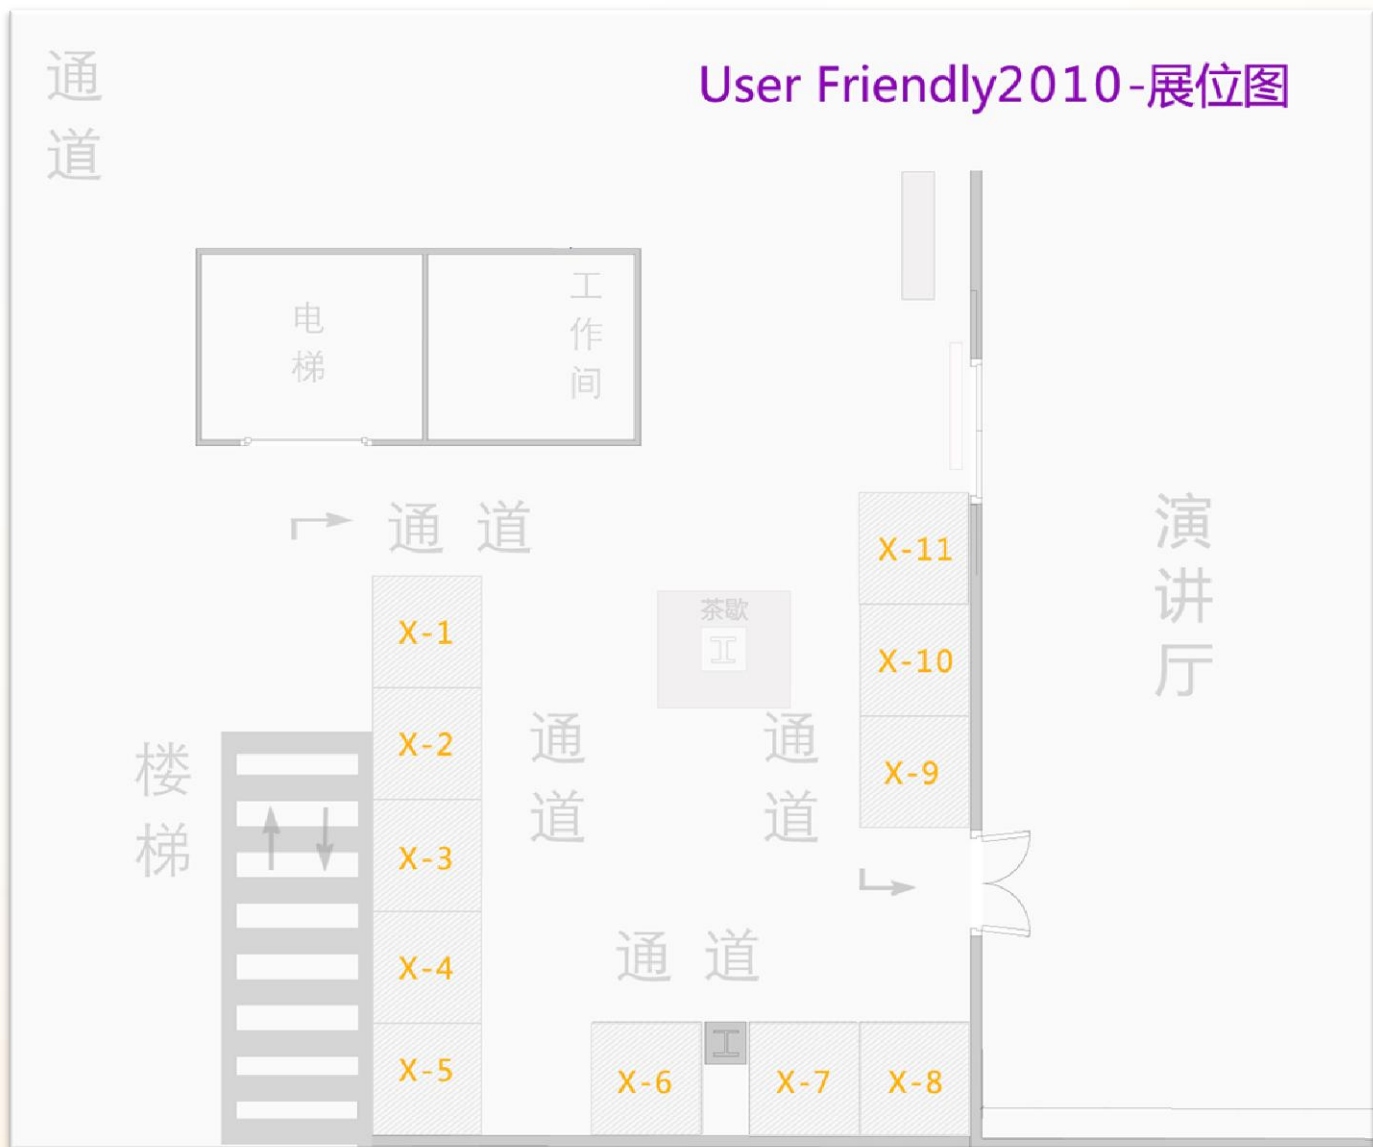 通道
User Friendly2010-展位图
电梯
工作间
通 道
X-11
茶歇
X-1
X-10
演讲厅
X-2
通道
通道
X-9
楼梯
X-3
X-4
通 道
X-5
X-6
X-7
X-8